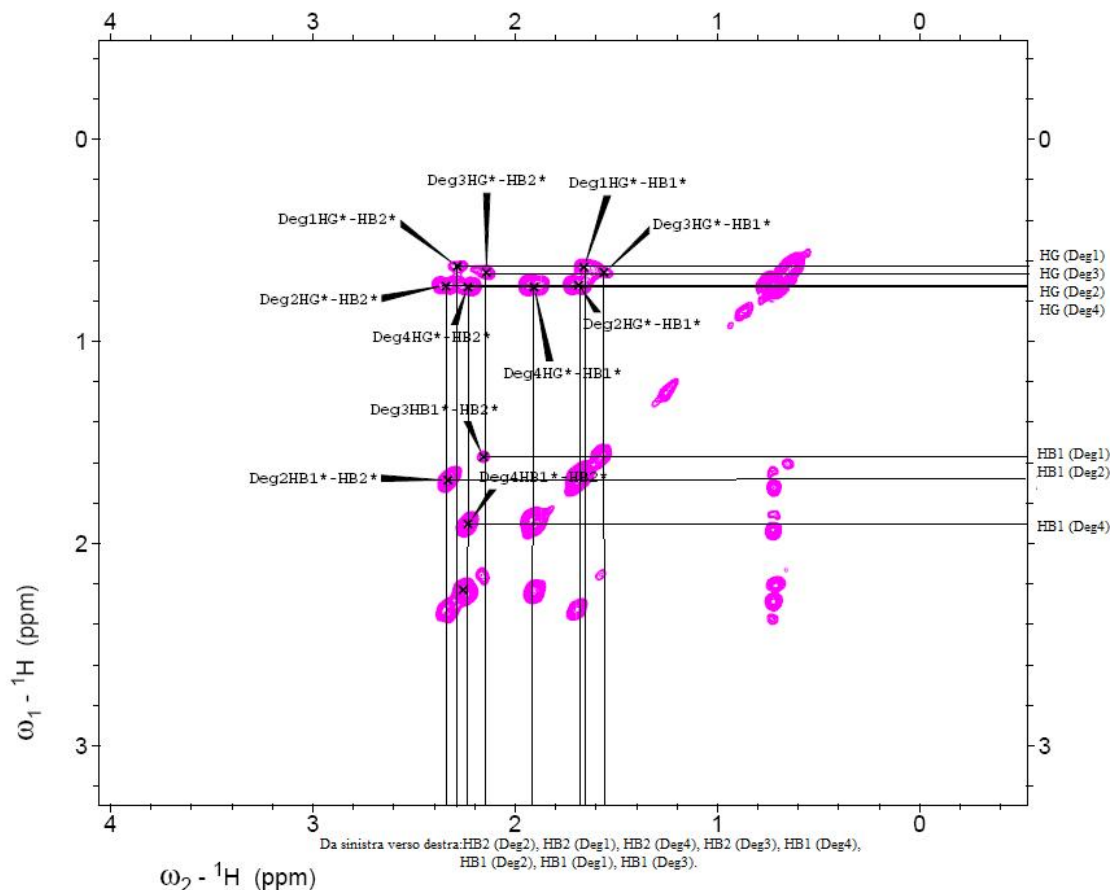 4 3 2 1 0
Deg3HG*-HB2*
Deg1HG*-HB1*
Deg1HG*-HB2*
Deg3HG*-HB1*
0 0
HG (Deg1)
HG (Deg3)
HG (Deg2)
HG (Deg4)
Deg2HG*-HB2*
Deg4HG*-HB2*
Deg2HG*-HB1*
1 1
Deg4HG*-HB1*
Deg3HB1*-HB2*
HB1 (Deg1)
HB1 (Deg2)
Deg2HB1*-HB2*
Deg4HB1*-HB2*
HB1 (Deg4)
2 2
ω1 - 1H (ppm)
3 3
4 3 2 1 0
Da sinistra verso destra:HB2 (Deg2), HB2 (Deg1), HB2 (Deg4), HB2 (Deg3), HB1 (Deg4),
HB1 (Deg2), HB1 (Deg1), HB1 (Deg3).
ω2 - 1H (ppm)